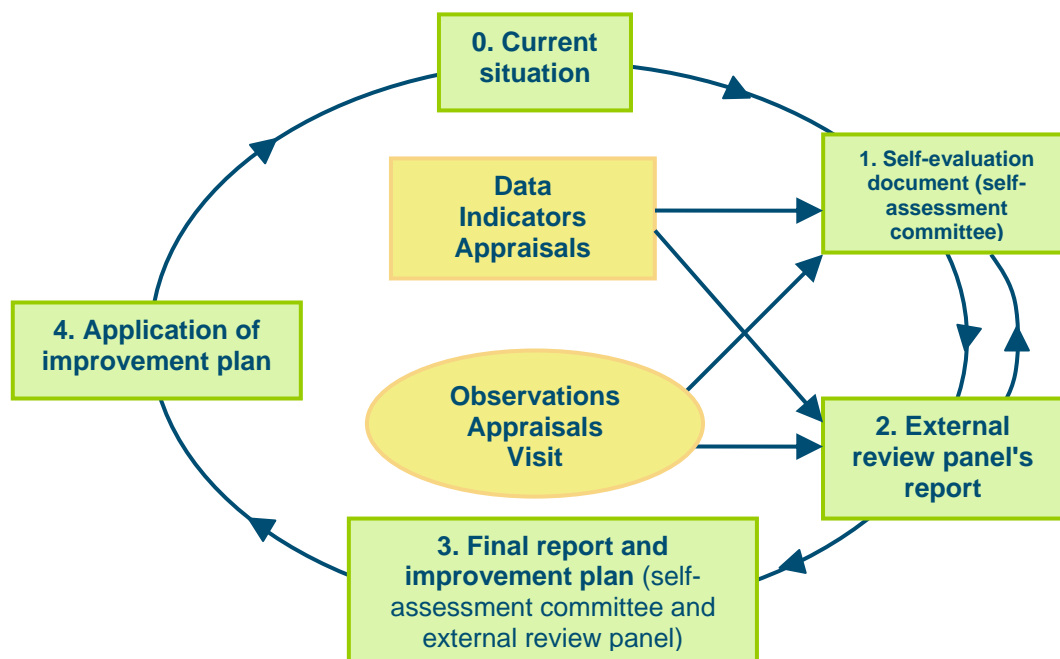 0. Current
situation
1. Self-evaluation
document (self-
assessment
committee)
Data
Indicators
Appraisals
4. Application of
improvement plan
Observations
Appraisals
Visit
2. External
review panel's
report
3. Final report and
improvement plan (self-
assessment committee and
external review panel)